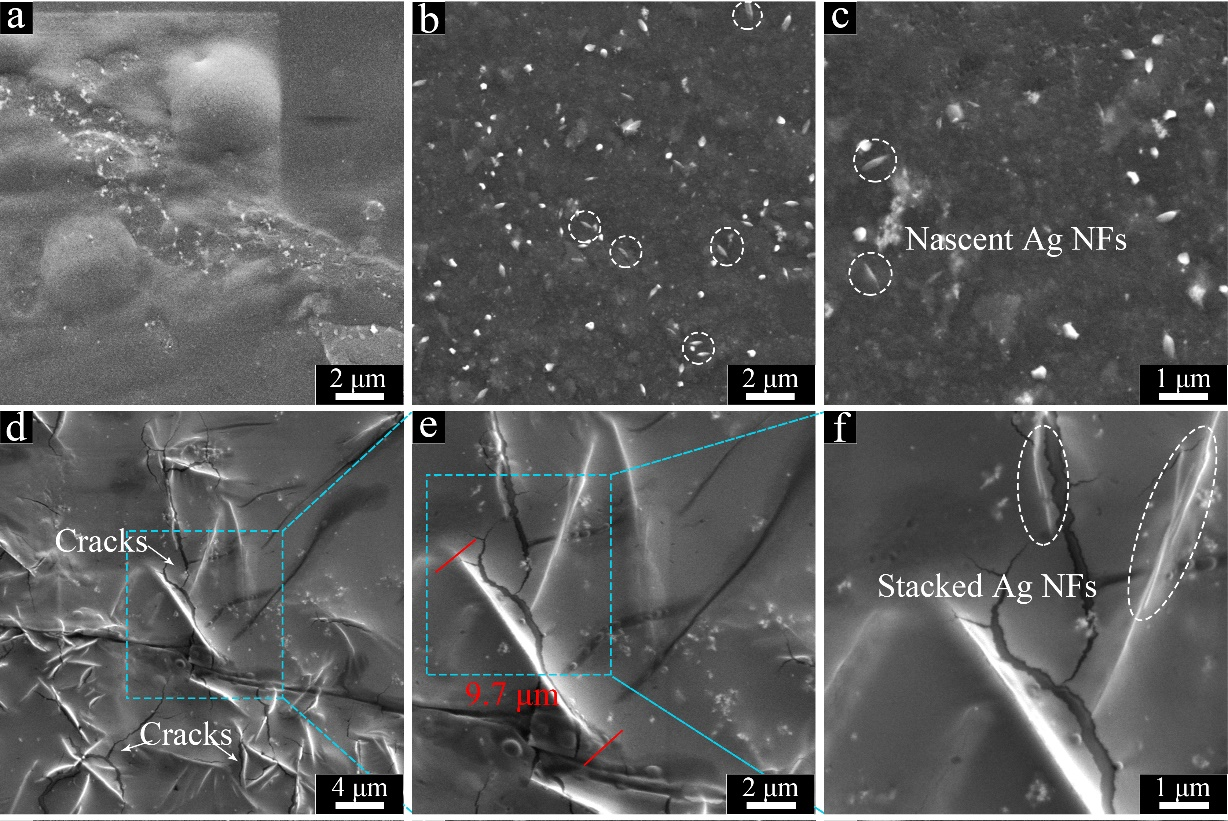 a
b
c
Nascent Ag NFs
2 μm
2 μm
1 μm
d
e
f
Cracks
Stacked Ag NFs
9.7 μm
Cracks
4 μm
2 μm
1 μm